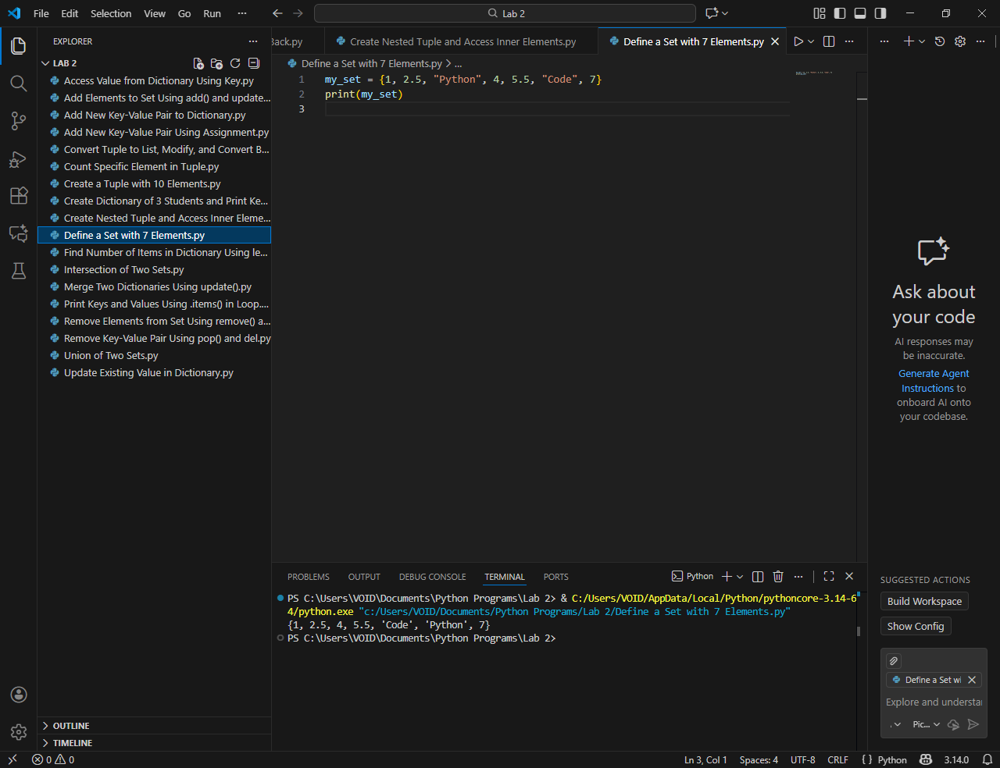 File Edit Selection View Go Run ··· Lab 2
EXPLORER ···
LAB 2
Access Value from Dictionary Using Key.py
Add Elements to Set Using add() and update...
Add New Key-Value Pair to Dictionary.py
Add New Key-Value Pair Using Assignment.py
Convert Tuple to List, Modify, and Convert B...
Count Specific Element in Tuple.py
Create a Tuple with 10 Elements.py
Create Dictionary of 3 Students and Print Ke...
Create Nested Tuple and Access Inner Eleme...
Define a Set with 7 Elements.py
Find Number of Items in Dictionary Using le...
Intersection of Two Sets.py
Merge Two Dictionaries Using update().py
Print Keys and Values Using .items() in Loop....
Remove Elements from Set Using remove() a...
Remove Key-Value Pair Using pop() and del.py
Union of Two Sets.py
Update Existing Value in Dictionary.py
OUTLINE
TIMELINE
Back.py Create Nested Tuple and Access Inner Elements.py Define a Set with 7 Elements.py
Define a Set with 7 Elements.py > ...
1 my_set = {1, 2.5, "Python", 4, 5.5, "Code", 7}
2 print(my_set)
3
PROBLEMS OUTPUT DEBUG CONSOLE TERMINAL PORTS Python
PS C:\Users\VOID\Documents\Python Programs\Lab 2> & C:/Users/VOID/AppData/Local/Python/pythoncore-3.14-6
4/python.exe "c:/Users/VOID/Documents/Python Programs/Lab 2/Define a Set with 7 Elements.py"
{1, 2.5, 4, 5.5, 'Code', 'Python', 7}
PS C:\Users\VOID\Documents\Python Programs\Lab 2>
Ask about
your code
AI responses may
be inaccurate.
Generate Agent
Instructions to
onboard AI onto
your codebase.
SUGGESTED ACTIONS
Build Workspace
Show Config
Define a Set wi
Explore and understa
Pic...
0 0 Ln 3, Col 1 Spaces: 4 UTF-8 CRLF { } Python 3.14.0